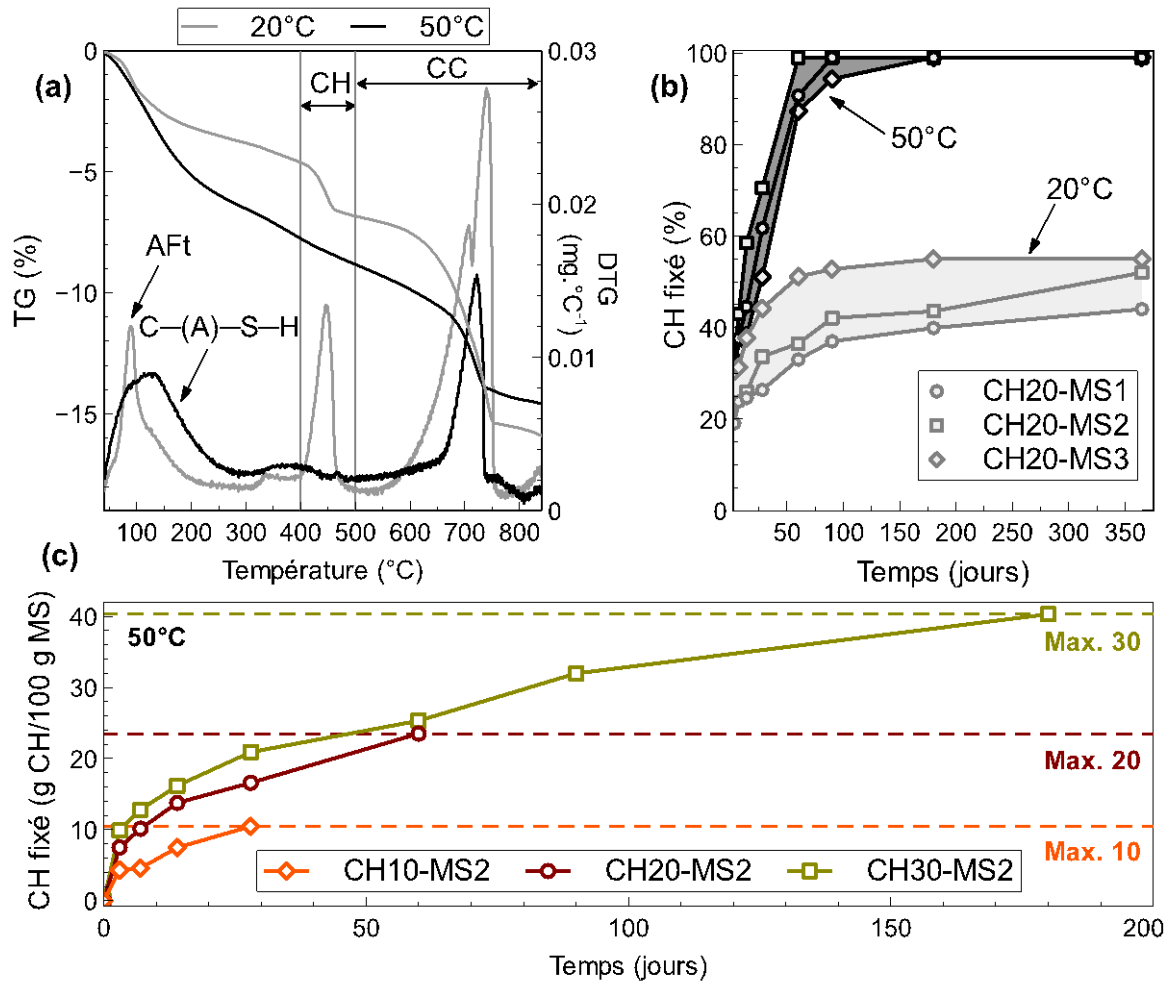 20°C 50°C
(a)
0
−5
−10
−15
TG (%)
CH
CC
AFt
C–(A)–S–H
0.03
0.02
0.01
0
DTG
(mg.°C⁻¹)
100 200 300 400 500 600 700 800
Température (°C)
(b)
100
80
60
40
20
0
CH fixé (%)
50°C
20°C
CH20-MS1
CH20-MS2
CH20-MS3
50 100 150 200 250 300 350
Temps (jours)
(c)
40
30
20
10
0
CH fixé (g CH/100 g MS)
50°C
Max. 30
Max. 20
Max. 10
CH10-MS2 CH20-MS2 CH30-MS2
0 50 100 150 200
Temps (jours)